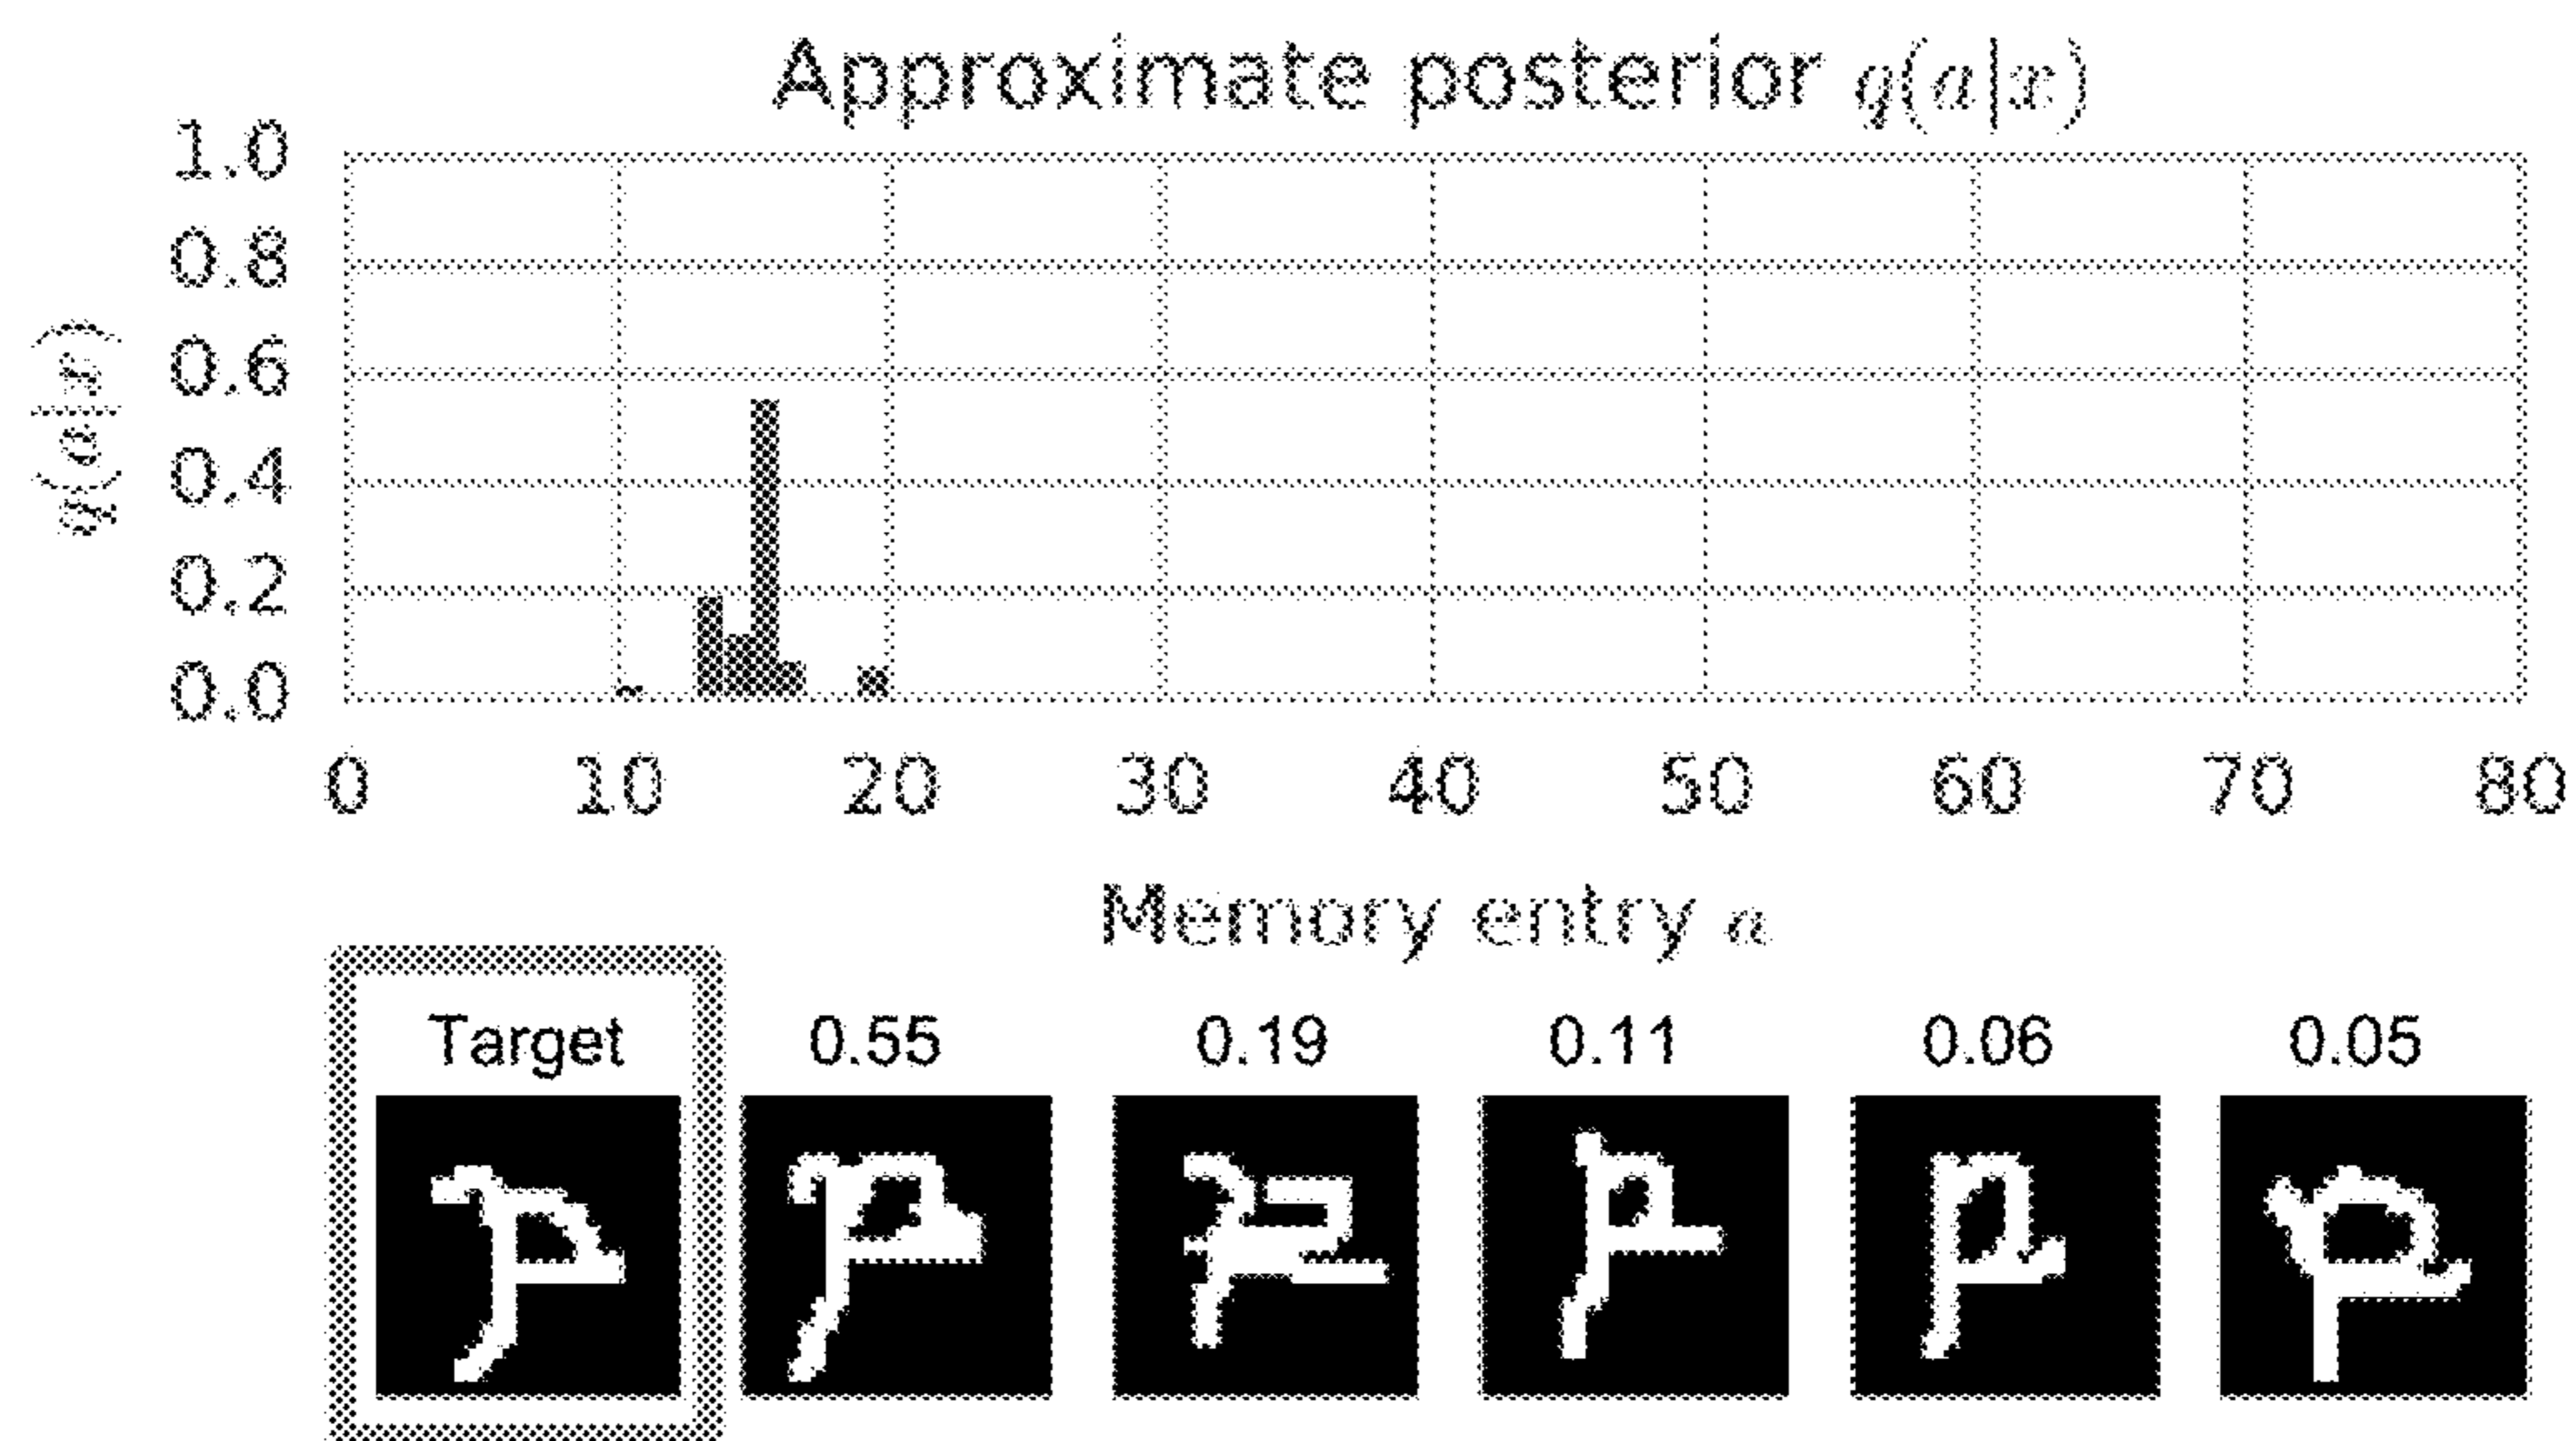 Approximate posterior q(a|x)
1.0
0.8
0.6
0.4
0.2
0.0
q(a|x)
0 10 20 30 40 50 60 70 80
Memory entry a
Target 0.55 0.19 0.11 0.06 0.05